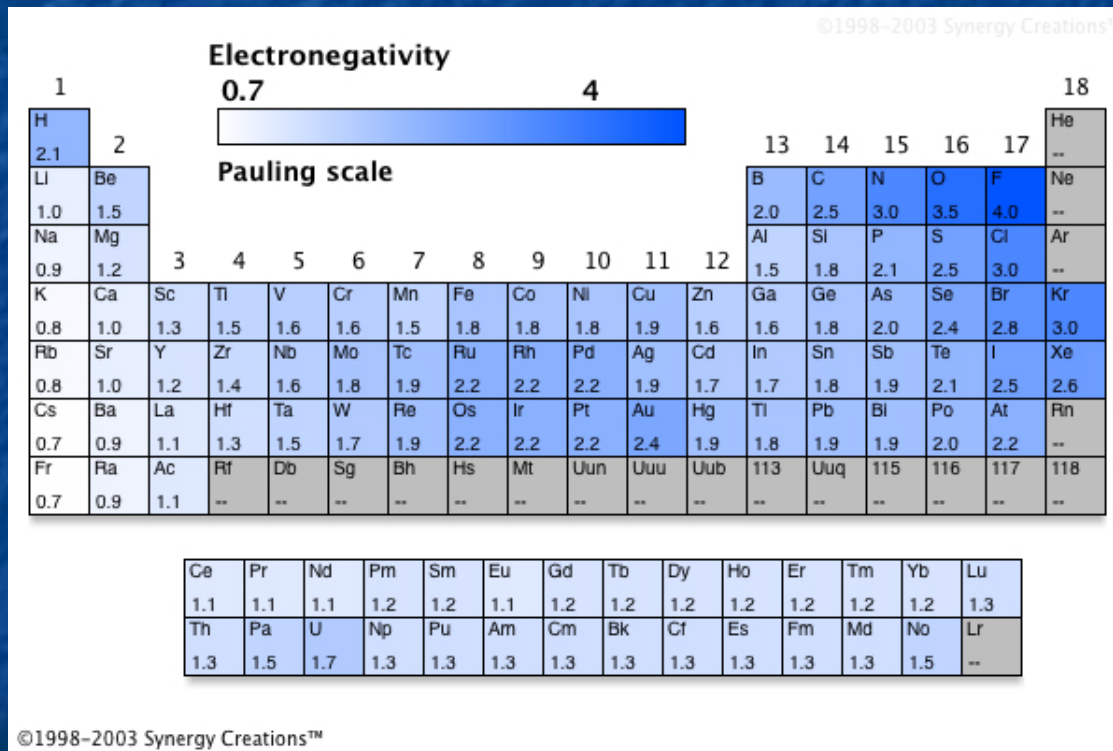 ©1998-2003 Synergy Creations™
Electronegativity
1 0.7 4 18
H He
2.1 2 Pauling scale 13 14 15 16 17 --
Li Be B C N O F Ne
1.0 1.5 2.0 2.5 3.0 3.5 4.0 --
Na Mg Al Si P S Cl Ar
0.9 1.2 3 4 5 6 7 8 9 10 11 12 1.5 1.8 2.1 2.5 3.0 --
K Ca Sc Ti V Cr Mn Fe Co Ni Cu Zn Ga Ge As Se Br Kr
0.8 1.0 1.3 1.5 1.6 1.6 1.5 1.8 1.8 1.8 1.9 1.6 1.6 1.8 2.0 2.4 2.8 3.0
Rb Sr Y Zr Nb Mo Tc Ru Rh Pd Ag Cd In Sn Sb Te I Xe
0.8 1.0 1.2 1.4 1.6 1.8 1.9 2.2 2.2 2.2 1.9 1.7 1.7 1.8 1.9 2.1 2.5 2.6
Cs Ba La Hf Ta W Re Os Ir Pt Au Hg Tl Pb Bi Po At Rn
0.7 0.9 1.1 1.3 1.5 1.7 1.9 2.2 2.2 2.2 2.4 1.9 1.8 1.9 1.9 2.0 2.2 --
Fr Ra Ac Rf Db Sg Bh Hs Mt Uun Uuu Uub 113 Uuq 115 116 117 118
0.7 0.9 1.1 -- -- -- -- -- -- -- -- -- -- -- -- -- -- --
Ce Pr Nd Pm Sm Eu Gd Tb Dy Ho Er Tm Yb Lu
1.1 1.1 1.1 1.2 1.2 1.1 1.2 1.2 1.2 1.2 1.2 1.2 1.2 1.3
Th Pa U Np Pu Am Cm Bk Cf Es Fm Md No Lr
1.3 1.5 1.7 1.3 1.3 1.3 1.3 1.3 1.3 1.3 1.3 1.3 1.5 --
©1998-2003 Synergy Creations™